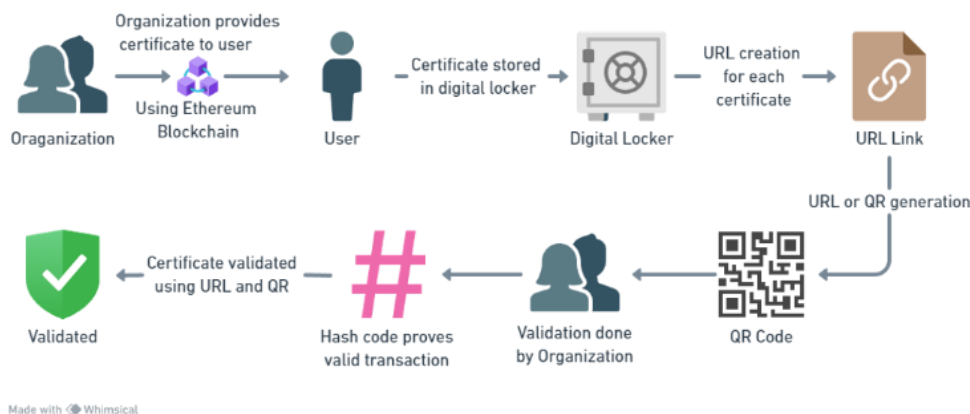 Organization provides
certificate to user
Using Ethereum
Blockchain
Oraganization
User
Certificate stored
in digital locker
Digital Locker
URL creation
for each
certificate
URL Link
URL or QR generation
QR Code
Validation done
by Organization
Hash code proves
valid transaction
Certificate validated
using URL and QR
Validated
Made with Whimsical